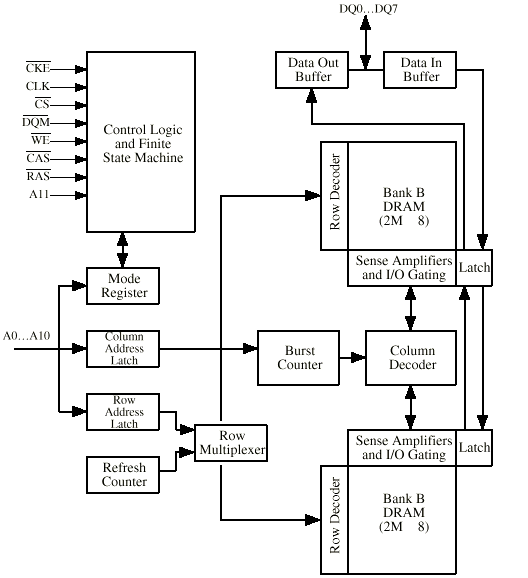 DQ0…DQ7
Data Out
Buffer
Data In
Buffer
CKE
CLK
CS
DQM
WE
CAS
RAS
A11
Control Logic
and Finite
State Machine
Row Decoder
Bank B
DRAM
(2M 8)
Sense Amplifiers
and I/O Gating
Latch
Mode
Register
A0…A10
Column
Address
Latch
Burst
Counter
Column
Decoder
Row
Address
Latch
Row
Multiplexer
Refresh
Counter
Sense Amplifiers
and I/O Gating
Latch
Row Decoder
Bank B
DRAM
(2M 8)